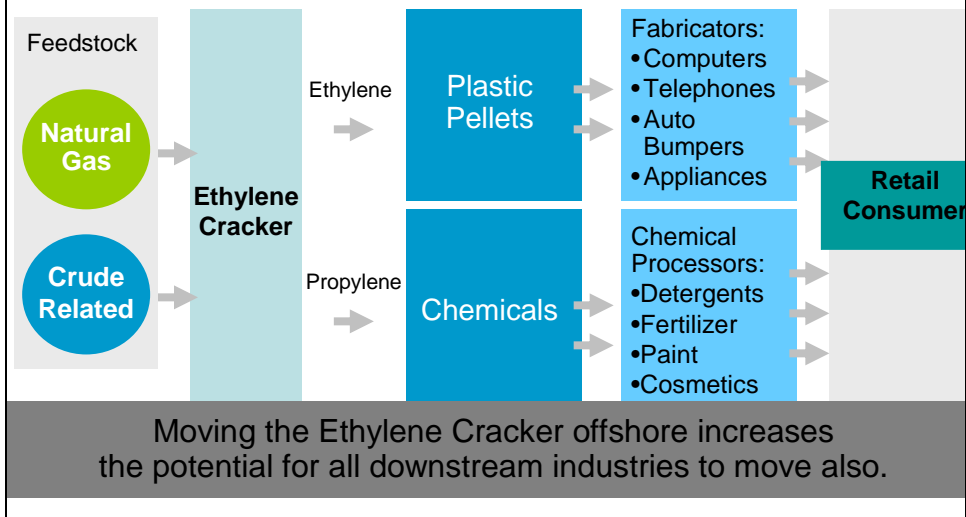 Feedstock
Natural
Gas
Crude
Related
Ethylene
Cracker
Ethylene
Propylene
Plastic
Pellets
Chemicals
Fabricators:
•Computers
•Telephones
•Auto
Bumpers
•Appliances
Chemical
Processors:
•Detergents
•Fertilizer
•Paint
•Cosmetics
Retail
Consumer
Moving the Ethylene Cracker offshore increases
the potential for all downstream industries to move also.